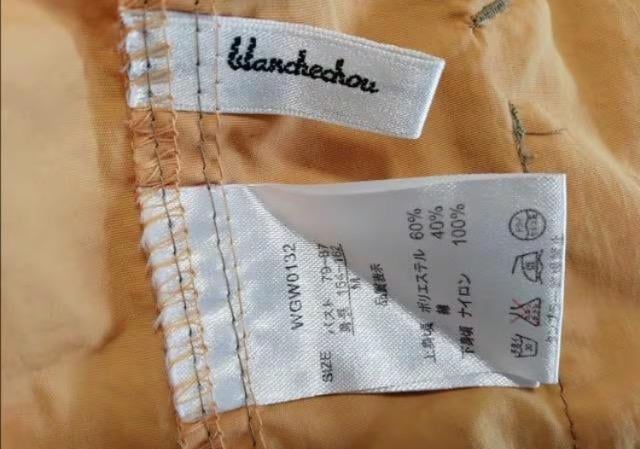 blanchechou
WGW0132
SIZE バスト 79-87
身長 154-162
M
品質表示
上身頃 ポリエステル 60%
綿 40%
下身頃 ナイロン 100%